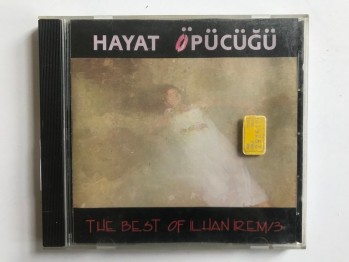 HAYAT ÖPÜCÜĞÜ
THE BEST OF ILHAN IREM/3